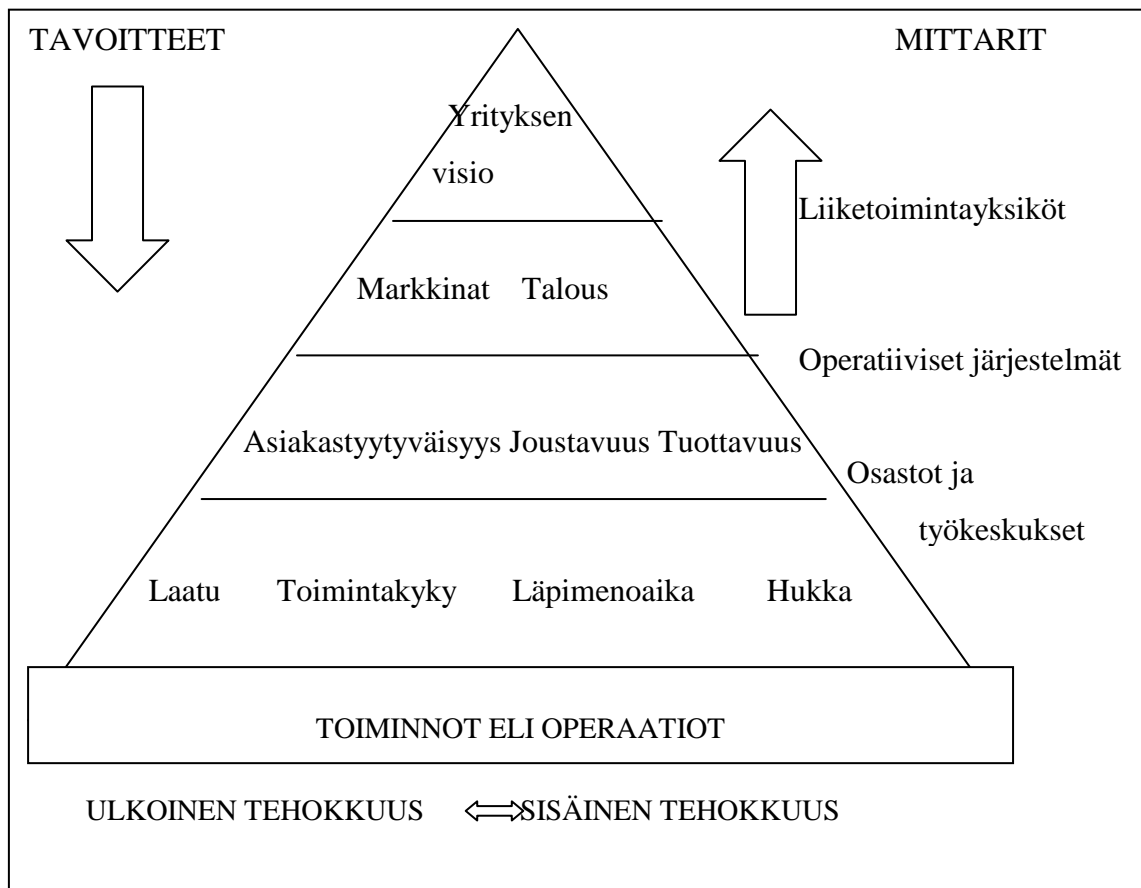 TAVOITTEET
MITTARIT
Yrityksen
visio
Liiketoimintayksiköt
Markkinat Talous
Operatiiviset järjestelmät
Asiakastyytyväisyys Joustavuus Tuottavuus
Osastot ja
työkeskukset
Laatu Toimintakyky Läpimenoaika Hukka
TOIMINNOT ELI OPERAATIOT
ULKOINEN TEHOKKUUS SISÄINEN TEHOKKUUS